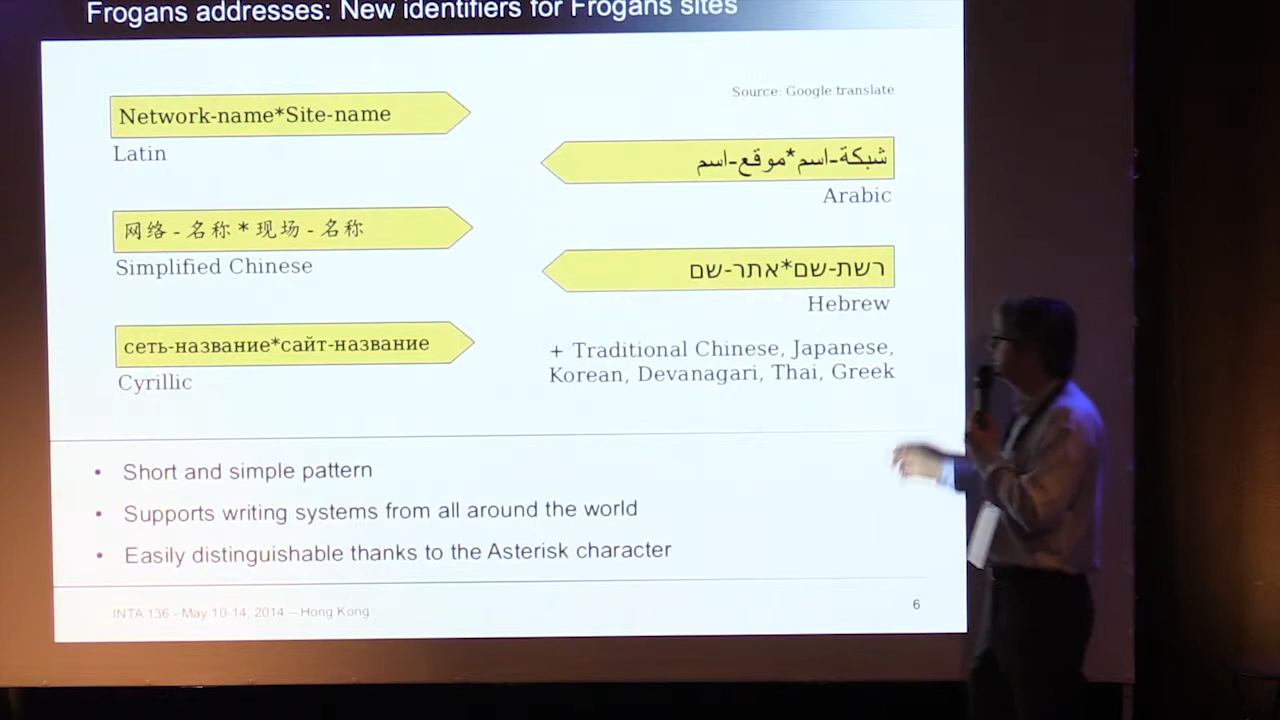 Frogans addresses: New identifiers for Frogans sites
Network-name*Site-name
Latin
网络 - 名称 * 现场 - 名称
Simplified Chinese
сеть-название*сайт-название
Cyrillic
Source: Google translate
شبكة-اسم*موقع-اسم
Arabic
רשת-שם*אתר-שם
Hebrew
+ Traditional Chinese, Japanese,
Korean, Devanagari, Thai, Greek
• Short and simple pattern
• Supports writing systems from all around the world
• Easily distinguishable thanks to the Asterisk character
INTA 136 - May 10-14, 2014 – Hong Kong
6